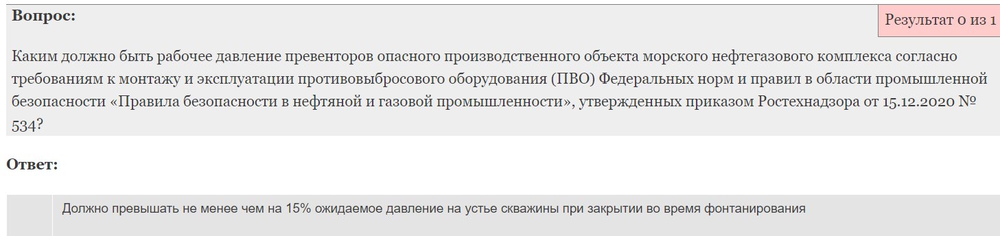 Вопрос:
Результат 0 из 1
Каким должно быть рабочее давление превенторов опасного производственного объекта морского нефтегазового комплекса согласно
требованиям к монтажу и эксплуатации противовыбросового оборудования (ПВО) Федеральных норм и правил в области промышленной
безопасности «Правила безопасности в нефтяной и газовой промышленности», утвержденных приказом Ростехнадзора от 15.12.2020 №
534?
Ответ:
Должно превышать не менее чем на 15% ожидаемое давление на устье скважины при закрытии во время фонтанирования